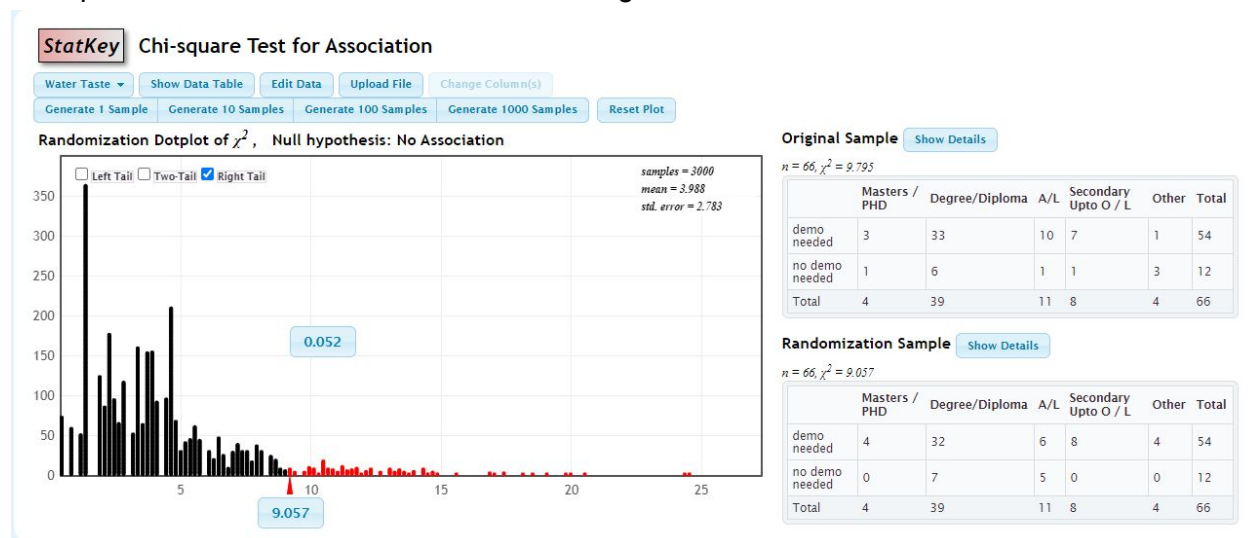 StatKey Chi-square Test for Association
Water Taste Show Data Table Edit Data Upload File Change Column(s)
Generate 1 Sample Generate 10 Samples Generate 100 Samples Generate 1000 Samples Reset Plot
Randomization Dotplot of χ², Null hypothesis: No Association
Left Tail Two-Tail Right Tail
samples = 3000
mean = 3.988
std. error = 2.783
350
300
250
200
150
100
50
0
5 10 15 20 25
0.052
9.057
Original Sample Show Details
n = 66, χ² = 9.795
Masters / PHD Degree/Diploma A/L Secondary Upto O / L Other Total
demo needed 3 33 10 7 1 54
no demo needed 1 6 1 1 3 12
Total 4 39 11 8 4 66
Randomization Sample Show Details
n = 66, χ² = 9.057
Masters / PHD Degree/Diploma A/L Secondary Upto O / L Other Total
demo needed 4 32 6 8 4 54
no demo needed 0 7 5 0 0 12
Total 4 39 11 8 4 66